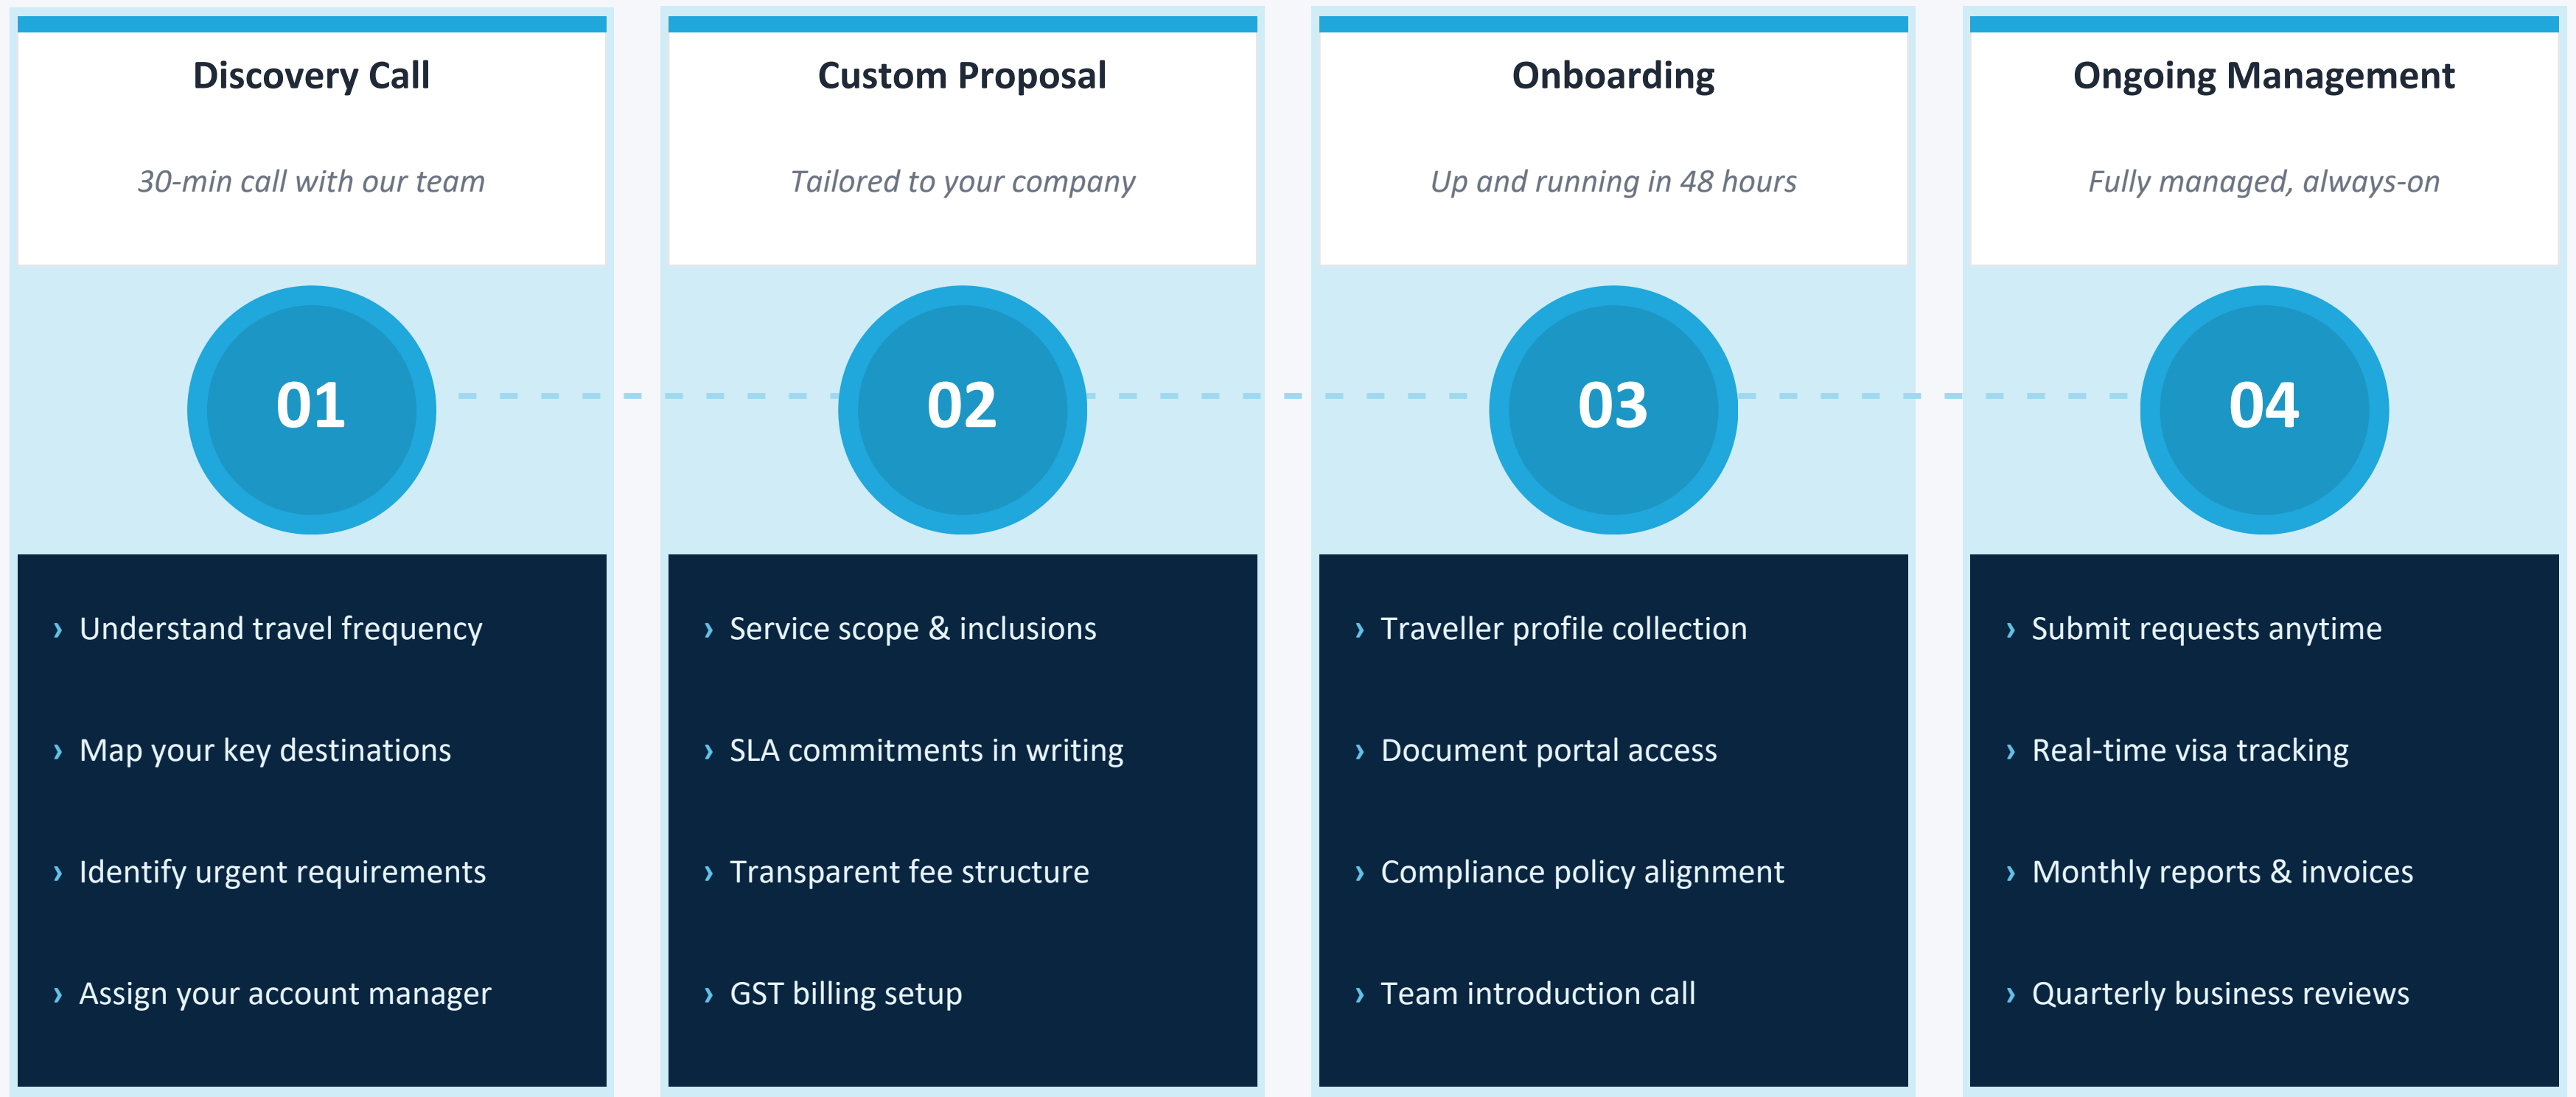 Discovery Call
30-min call with our team
01
› Understand travel frequency
› Map your key destinations
› Identify urgent requirements
› Assign your account manager
Custom Proposal
Tailored to your company
02
› Service scope & inclusions
› SLA commitments in writing
› Transparent fee structure
› GST billing setup
Onboarding
Up and running in 48 hours
03
› Traveller profile collection
› Document portal access
› Compliance policy alignment
› Team introduction call
Ongoing Management
Fully managed, always-on
04
› Submit requests anytime
› Real-time visa tracking
› Monthly reports & invoices
› Quarterly business reviews